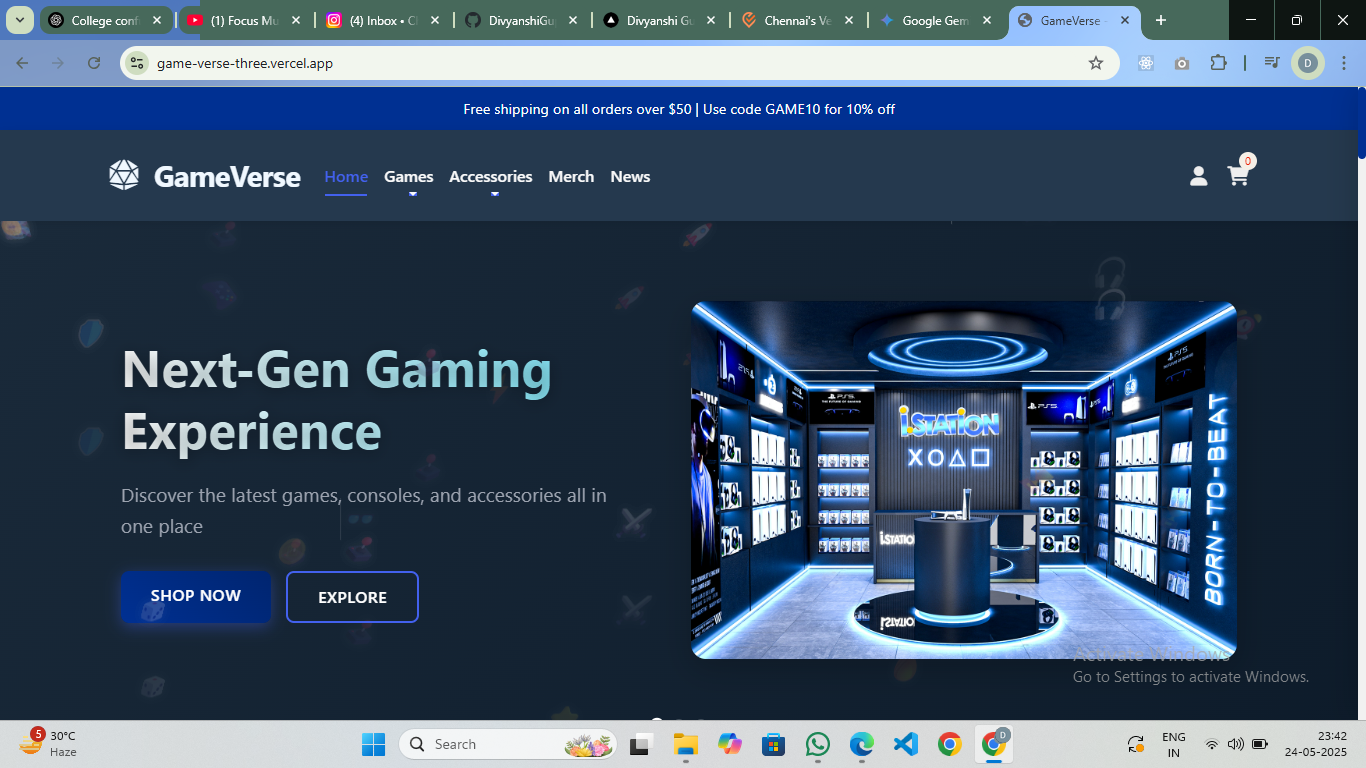 College conf
(1) Focus Mu
(4) Inbox • C
DivyanshiGu
Divyanshi Gu
Chennai's Ve
Google Gem
GameVerse -
game-verse-three.vercel.app
D
Free shipping on all orders over $50 | Use code GAME10 for 10% off
GameVerse
Home
Games
Accessories
Merch
News
0
Next-Gen Gaming
Experience
Discover the latest games, consoles, and accessories all in
one place
SHOP NOW
EXPLORE
PS5
PS5
PS5
iSTATION
iSTATION
BORN-TO-BEAT
Activate Windows
Go to Settings to activate Windows.
5
30°C
Haze
Search
D
ENG
IN
23:42
24-05-2025